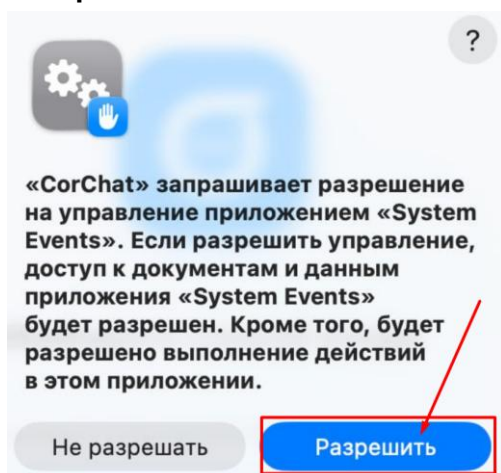 ?
«CorChat» запрашивает разрешение
на управление приложением «System
Events». Если разрешить управление,
доступ к документам и данным
приложения «System Events»
будет разрешен. Кроме того, будет
разрешено выполнение действий
в этом приложении.
Не разрешать Разрешить